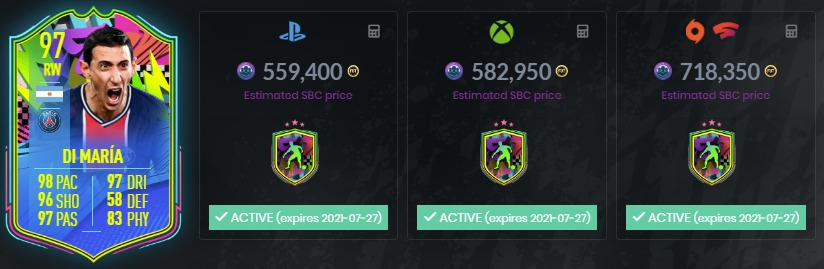 97
RW
DI MARÍA
98 PAC
97 DRI
96 SHO
58 DEF
97 PAS
83 PHY
559,400
Estimated SBC price
ACTIVE (expires 2021-07-27)
582,950
Estimated SBC price
ACTIVE (expires 2021-07-27)
718,350
Estimated SBC price
ACTIVE (expires 2021-07-27)